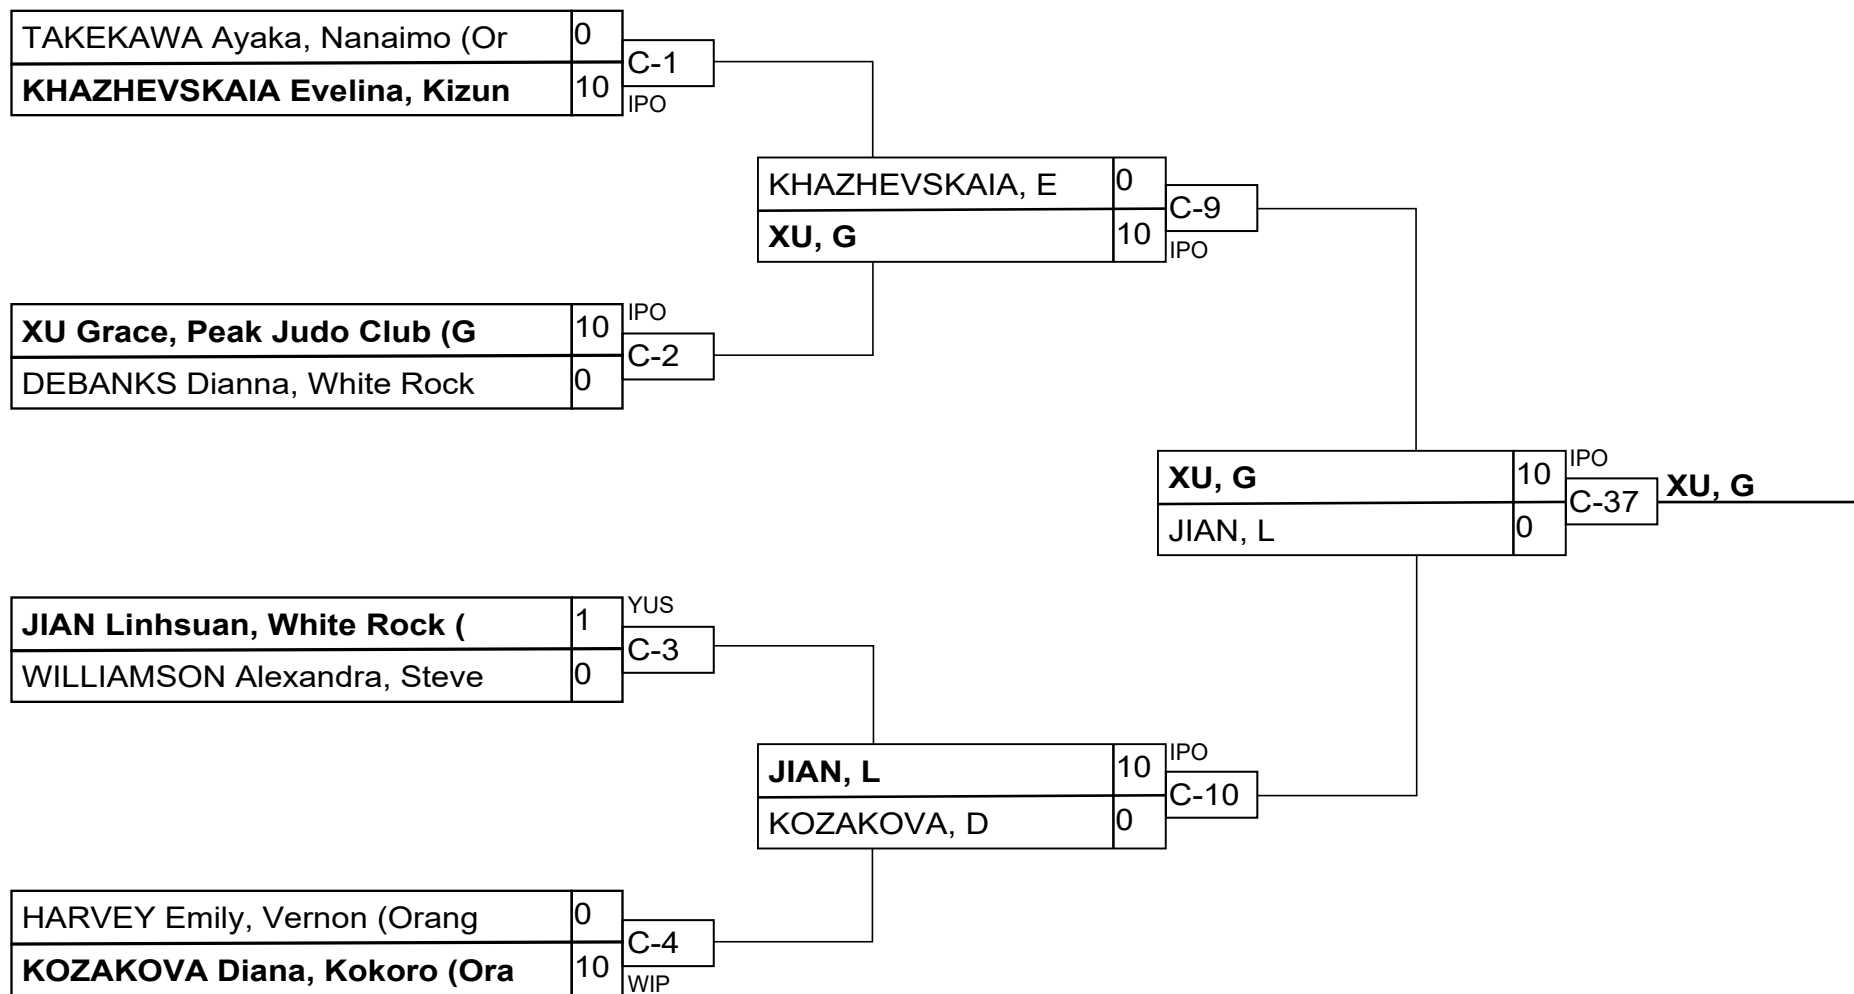 TAKEKAWA Ayaka, Nanaimo (Or 0
C-1
KHAZHEVSKAIA Evelina, Kizun 10
IPO
KHAZHEVSKAIA, E 0
C-9
XU, G 10
IPO
IPO
XU Grace, Peak Judo Club (G 10
C-2
DEBANKS Dianna, White Rock 0
IPO
XU, G 10
C-37 XU, G
JIAN, L 0
YUS
JIAN Linhsuan, White Rock ( 1
C-3
WILLIAMSON Alexandra, Steve 0
IPO
JIAN, L 10
C-10
KOZAKOVA, D 0
HARVEY Emily, Vernon (Orang 0
C-4
KOZAKOVA Diana, Kokoro (Ora 10
WIP